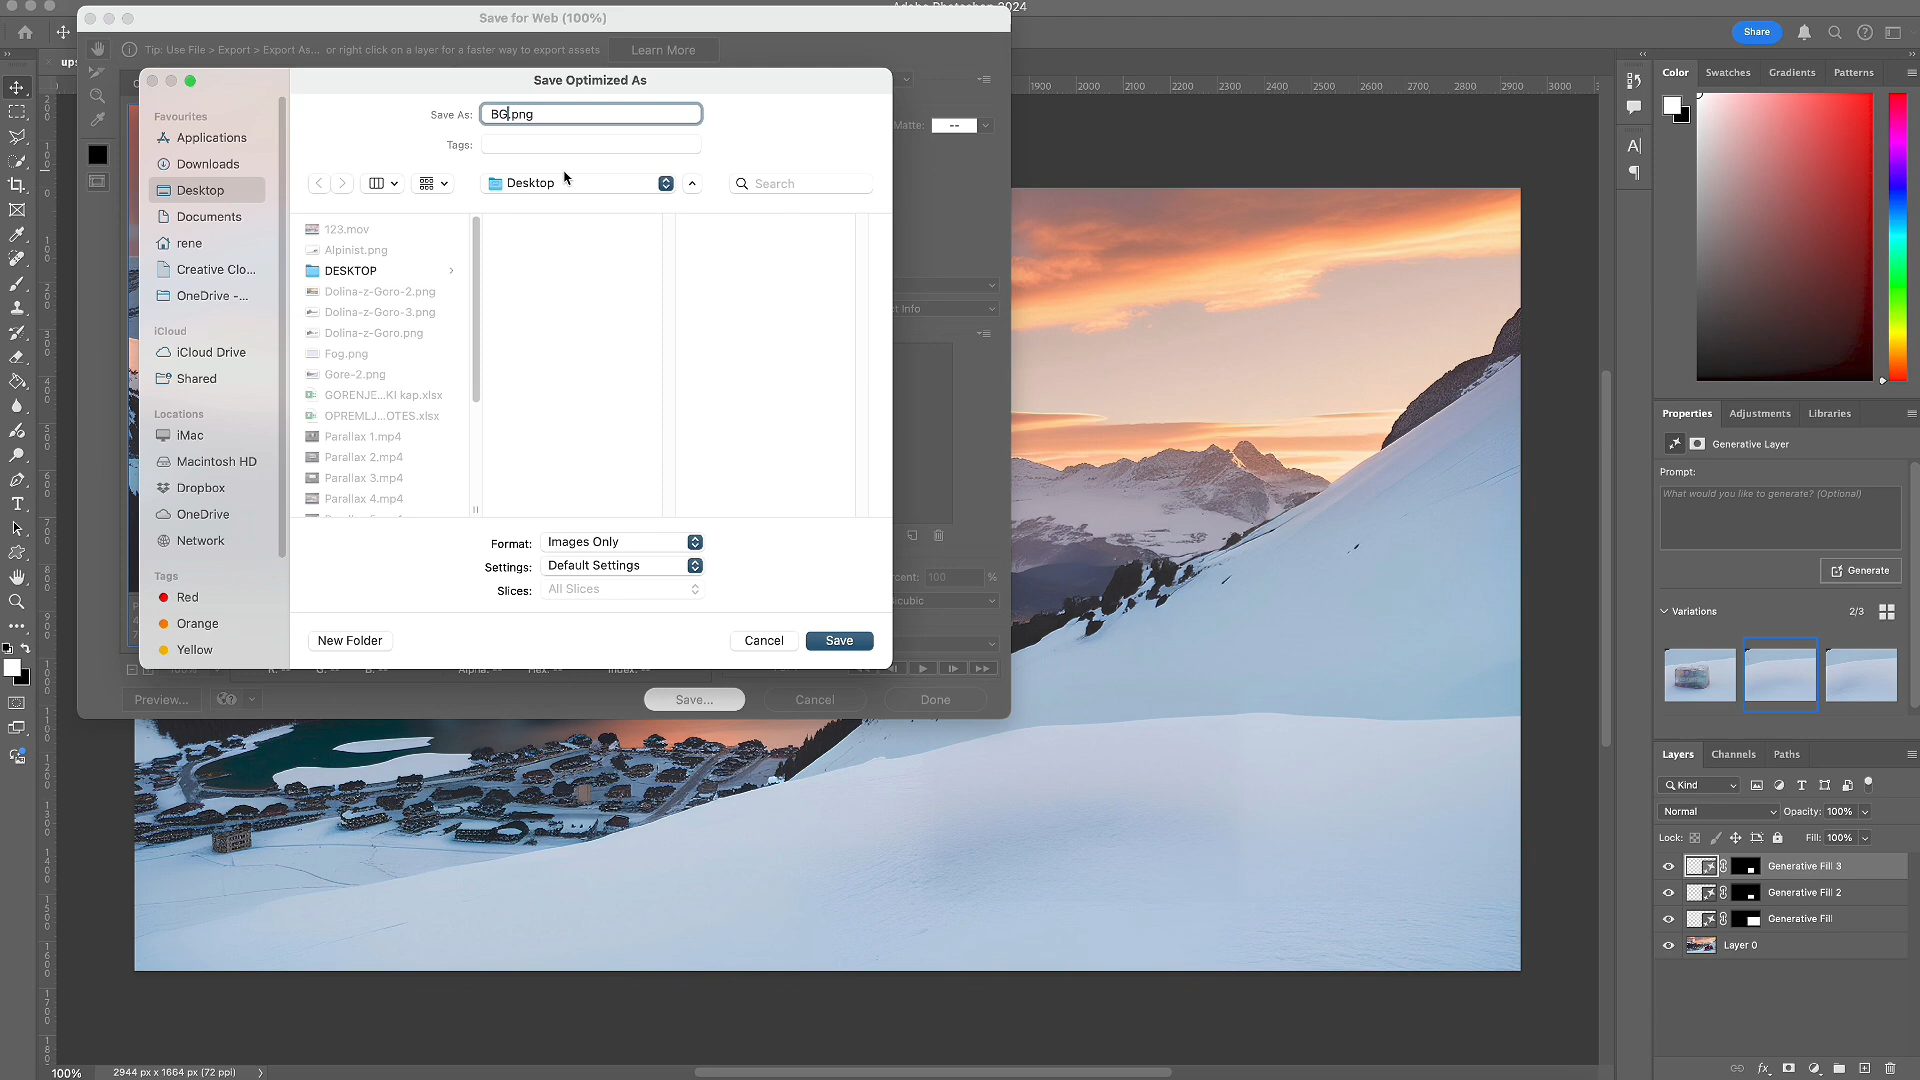 Adobe Photoshop 2024
Save for Web (100%)
Share
Tip: Use File > Export > Export As... or right click on a layer for a faster way to export assets
Learn More
ups
Save Optimized As
Save As: BG.png
Tags:
Desktop
Search
Favourites
Applications
Downloads
Desktop
Documents
rene
Creative Clo...
OneDrive -...
iCloud
iCloud Drive
Shared
Locations
iMac
Macintosh HD
Dropbox
OneDrive
Network
Tags
Red
Orange
Yellow
123.mov
Alpinist.png
DESKTOP
Dolina-z-Goro-2.png
Dolina-z-Goro-3.png
Dolina-z-Goro.png
Fog.png
Gore-2.png
GORENJE...KI kap.xlsx
OPREMLJ...OTES.xlsx
Parallax 1.mp4
Parallax 2.mp4
Parallax 3.mp4
Parallax 4.mp4
Format: Images Only
Settings: Default Settings
Slices: All Slices
New Folder
Cancel
Save
Matte: --
ct Info
cent: 100 %
cubic
Preview...
Save...
Cancel
Done
1900 2000 2100 2200 2300 2400 2500 2600 2700 2800 2900 3000
Color
Swatches
Gradients
Patterns
Properties
Adjustments
Libraries
Generative Layer
Prompt:
What would you like to generate? (Optional)
Generate
Variations
2/3
Layers
Channels
Paths
Kind
Normal
Opacity: 100%
Lock:
Fill: 100%
Generative Fill 3
Generative Fill 2
Generative Fill
Layer 0
100%
2944 px x 1664 px (72 ppi)